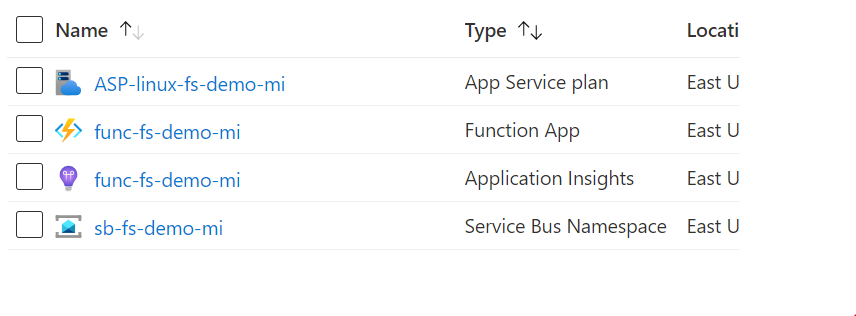 Name Type Locati
ASP-linux-fs-demo-mi App Service plan East U
func-fs-demo-mi Function App East U
func-fs-demo-mi Application Insights East U
sb-fs-demo-mi Service Bus Namespace East U